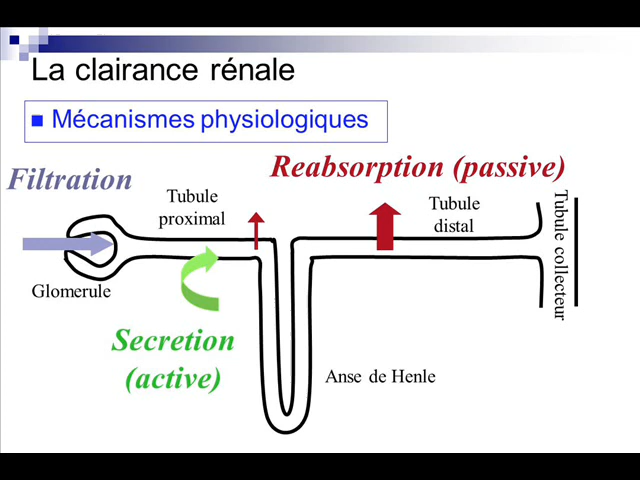 La clairance rénale
Mécanismes physiologiques
Reabsorption (passive)
Filtration
Tubule
proximal
Tubule
distal
Tubule collecteur
Glomerule
Secretion
(active)
Anse de Henle